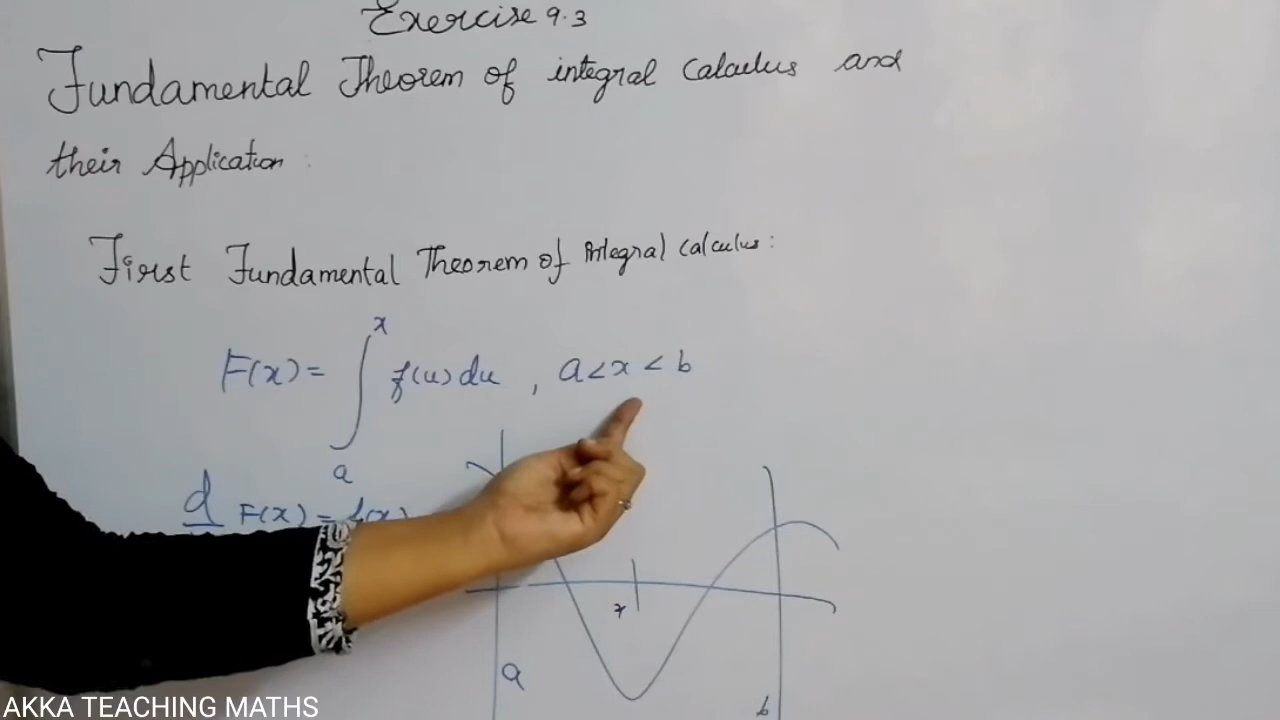 Exercise 9.3
Fundamental Theorem of integral Calculus and
their Application :
First Fundamental Theorem of Integral Calculus :
F(x) = ∫ₐˣ f(u) du , a < x < b
d F(x) = f(x)
x
a
b
AKKA TEACHING MATHS